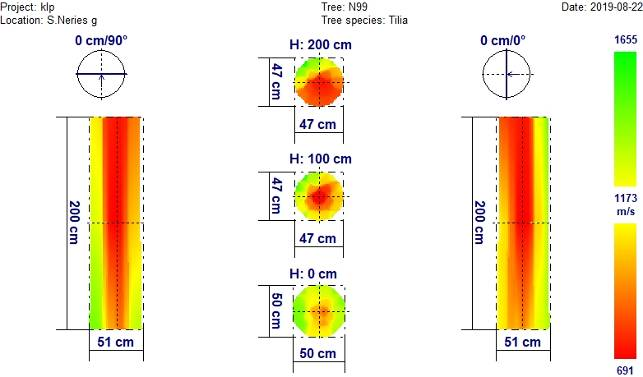 Project: klp
Location: S.Neries g
Tree: N99
Tree species: Tilia
Date: 2019-08-22
0 cm/90°
H: 200 cm
0 cm/0°
1655
47 cm
47 cm
200 cm
H: 100 cm
47 cm
47 cm
200 cm
1173
m/s
H: 0 cm
50 cm
50 cm
51 cm
51 cm
691